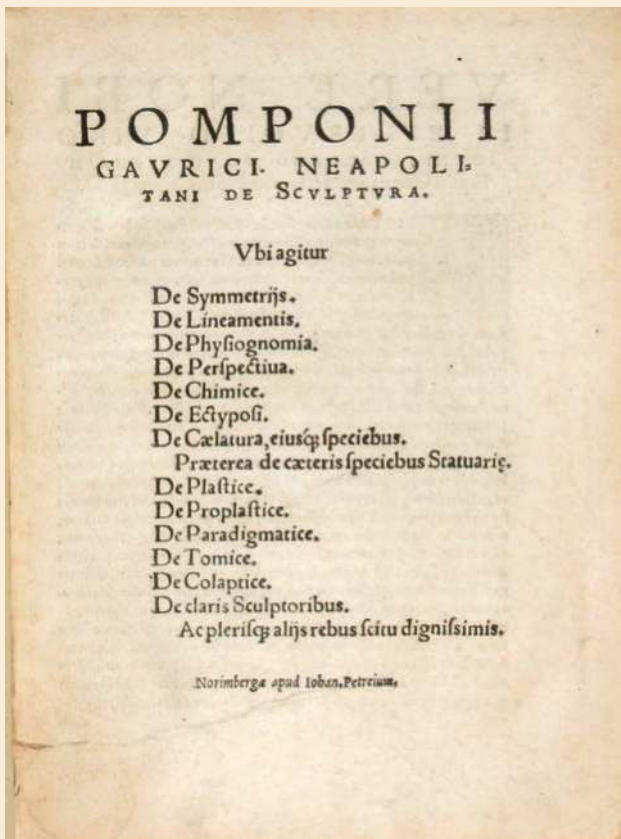 POMPONII
GAVRICI. NEAPOLI⸗
TANI DE SCVLPTVRA.
Vbi agitur
De Symmetrijs.
De Lineamentis.
De Phyſiognomia.
De Perſpectiua.
De Chimice.
De Ectypoſi.
De Cælatura, eiusq́ꝫ ſpeciebus.
Præterea de cæteris ſpeciebus Statuarię.
De Plaſtice.
De Proplaſtice.
De Paradigmatice.
De Tomice.
De Colaptice.
De claris Sculptoribus.
Ac pleriſqꝫ alijs rebus ſcitu digniſsimis.
Norimbergæ apud Iohan. Petreium.